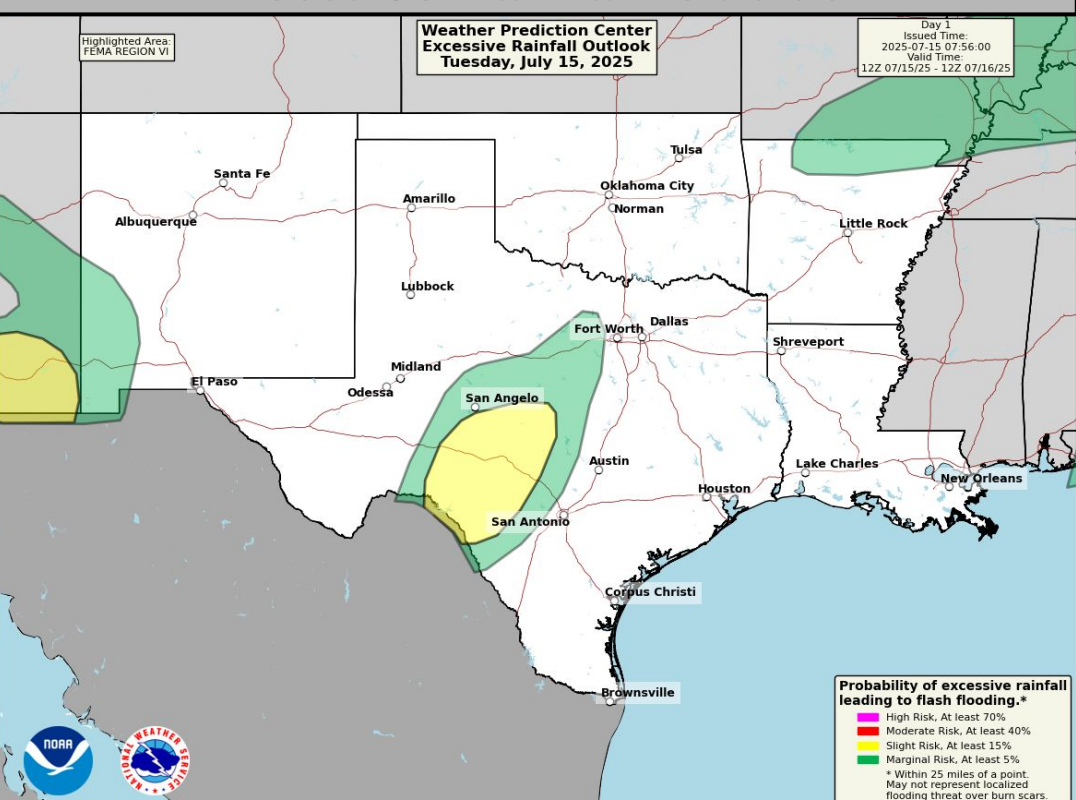 Weather Prediction Center
Excessive Rainfall Outlook
Tuesday, July 15, 2025
Highlighted Area:
FEMA REGION VI
Day 1
Issued Time:
2025-07-15 07:56:00
Valid Time:
12Z 07/15/25 - 12Z 07/16/25
Tulsa
Santa Fe
Oklahoma City
Amarillo
Norman
Albuquerque
Little Rock
Lubbock
Fort Worth
Dallas
Shreveport
Midland
El Paso
Odessa
San Angelo
Austin
Lake Charles
New Orleans
Houston
San Antonio
Corpus Christi
Brownsville
Probability of excessive rainfall
leading to flash flooding.*
High Risk, At least 70%
Moderate Risk, At least 40%
Slight Risk, At least 15%
Marginal Risk, At least 5%
* Within 25 miles of a point.
May not represent localized
flooding threat over burn scars.
NOAA
NATIONAL WEATHER SERVICE